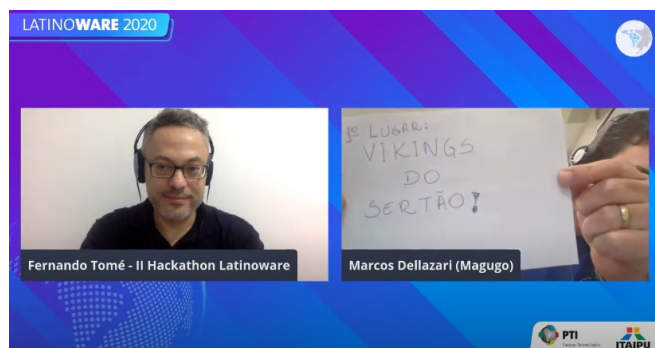 LATINOWARE 2020
1º LUGAR:
VIKINGS
DO
SERTÃO!
Fernando Tomé - II Hackathon Latinoware
Marcos Dellazari (Magugo)
PTI
ITAIPU